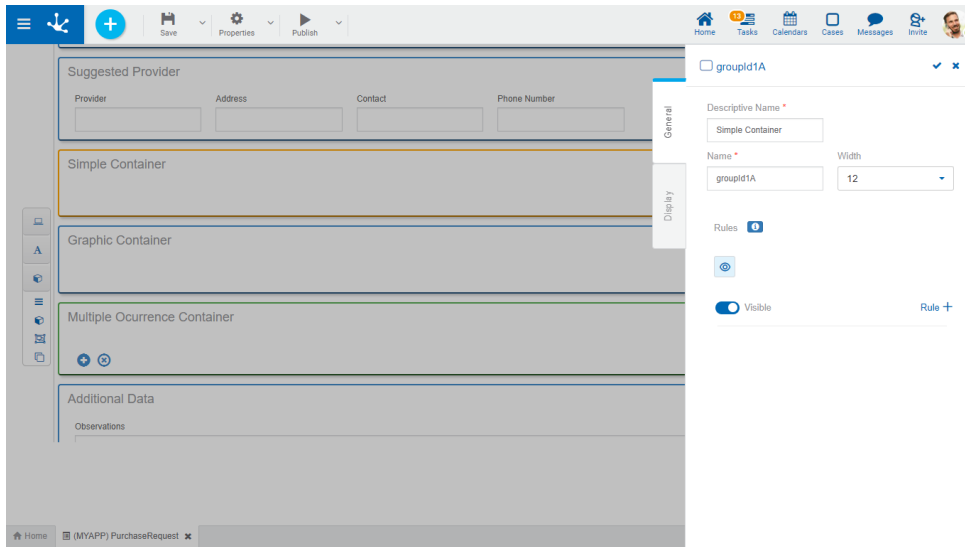 Save
Properties
Publish
Home
13
Tasks
Calendars
Cases
Messages
Invite
Suggested Provider
Provider
Address
Contact
Phone Number
Simple Container
Graphic Container
Multiple Ocurrence Container
Additional Data
Observations
A
General
Display
groupId1A
Descriptive Name *
Simple Container
Name *
Width
groupId1A
12
Rules
Visible
Rule +
Home
(MYAPP) PurchaseRequest